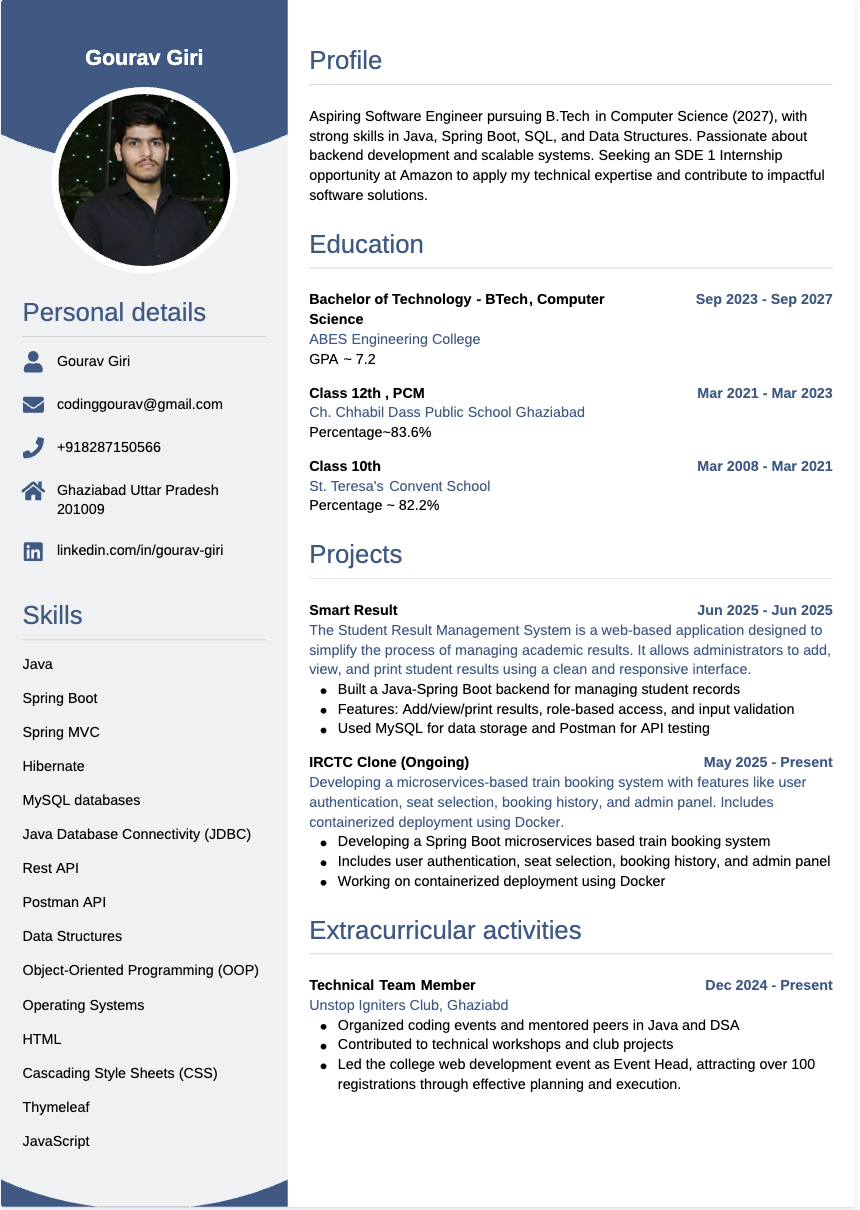 Gourav Giri
Personal details
Gourav Giri
codinggourav@gmail.com
+918287150566
Ghaziabad Uttar Pradesh
201009
linkedin.com/in/gourav-giri
Skills
Java
Spring Boot
Spring MVC
Hibernate
MySQL databases
Java Database Connectivity (JDBC)
Rest API
Postman API
Data Structures
Object-Oriented Programming (OOP)
Operating Systems
HTML
Cascading Style Sheets (CSS)
Thymeleaf
JavaScript
Profile
Aspiring Software Engineer pursuing B.Tech in Computer Science (2027), with
strong skills in Java, Spring Boot, SQL, and Data Structures. Passionate about
backend development and scalable systems. Seeking an SDE 1 Internship
opportunity at Amazon to apply my technical expertise and contribute to impactful
software solutions.
Education
Bachelor of Technology - BTech, Computer Sep 2023 - Sep 2027
Science
ABES Engineering College
GPA ~ 7.2
Class 12th , PCM Mar 2021 - Mar 2023
Ch. Chhabil Dass Public School Ghaziabad
Percentage~83.6%
Class 10th Mar 2008 - Mar 2021
St. Teresa's Convent School
Percentage ~ 82.2%
Projects
Smart Result Jun 2025 - Jun 2025
The Student Result Management System is a web-based application designed to
simplify the process of managing academic results. It allows administrators to add,
view, and print student results using a clean and responsive interface.
● Built a Java-Spring Boot backend for managing student records
● Features: Add/view/print results, role-based access, and input validation
● Used MySQL for data storage and Postman for API testing
IRCTC Clone (Ongoing) May 2025 - Present
Developing a microservices-based train booking system with features like user
authentication, seat selection, booking history, and admin panel. Includes
containerized deployment using Docker.
● Developing a Spring Boot microservices based train booking system
● Includes user authentication, seat selection, booking history, and admin panel
● Working on containerized deployment using Docker
Extracurricular activities
Technical Team Member Dec 2024 - Present
Unstop Igniters Club, Ghaziabd
● Organized coding events and mentored peers in Java and DSA
● Contributed to technical workshops and club projects
● Led the college web development event as Event Head, attracting over 100
registrations through effective planning and execution.